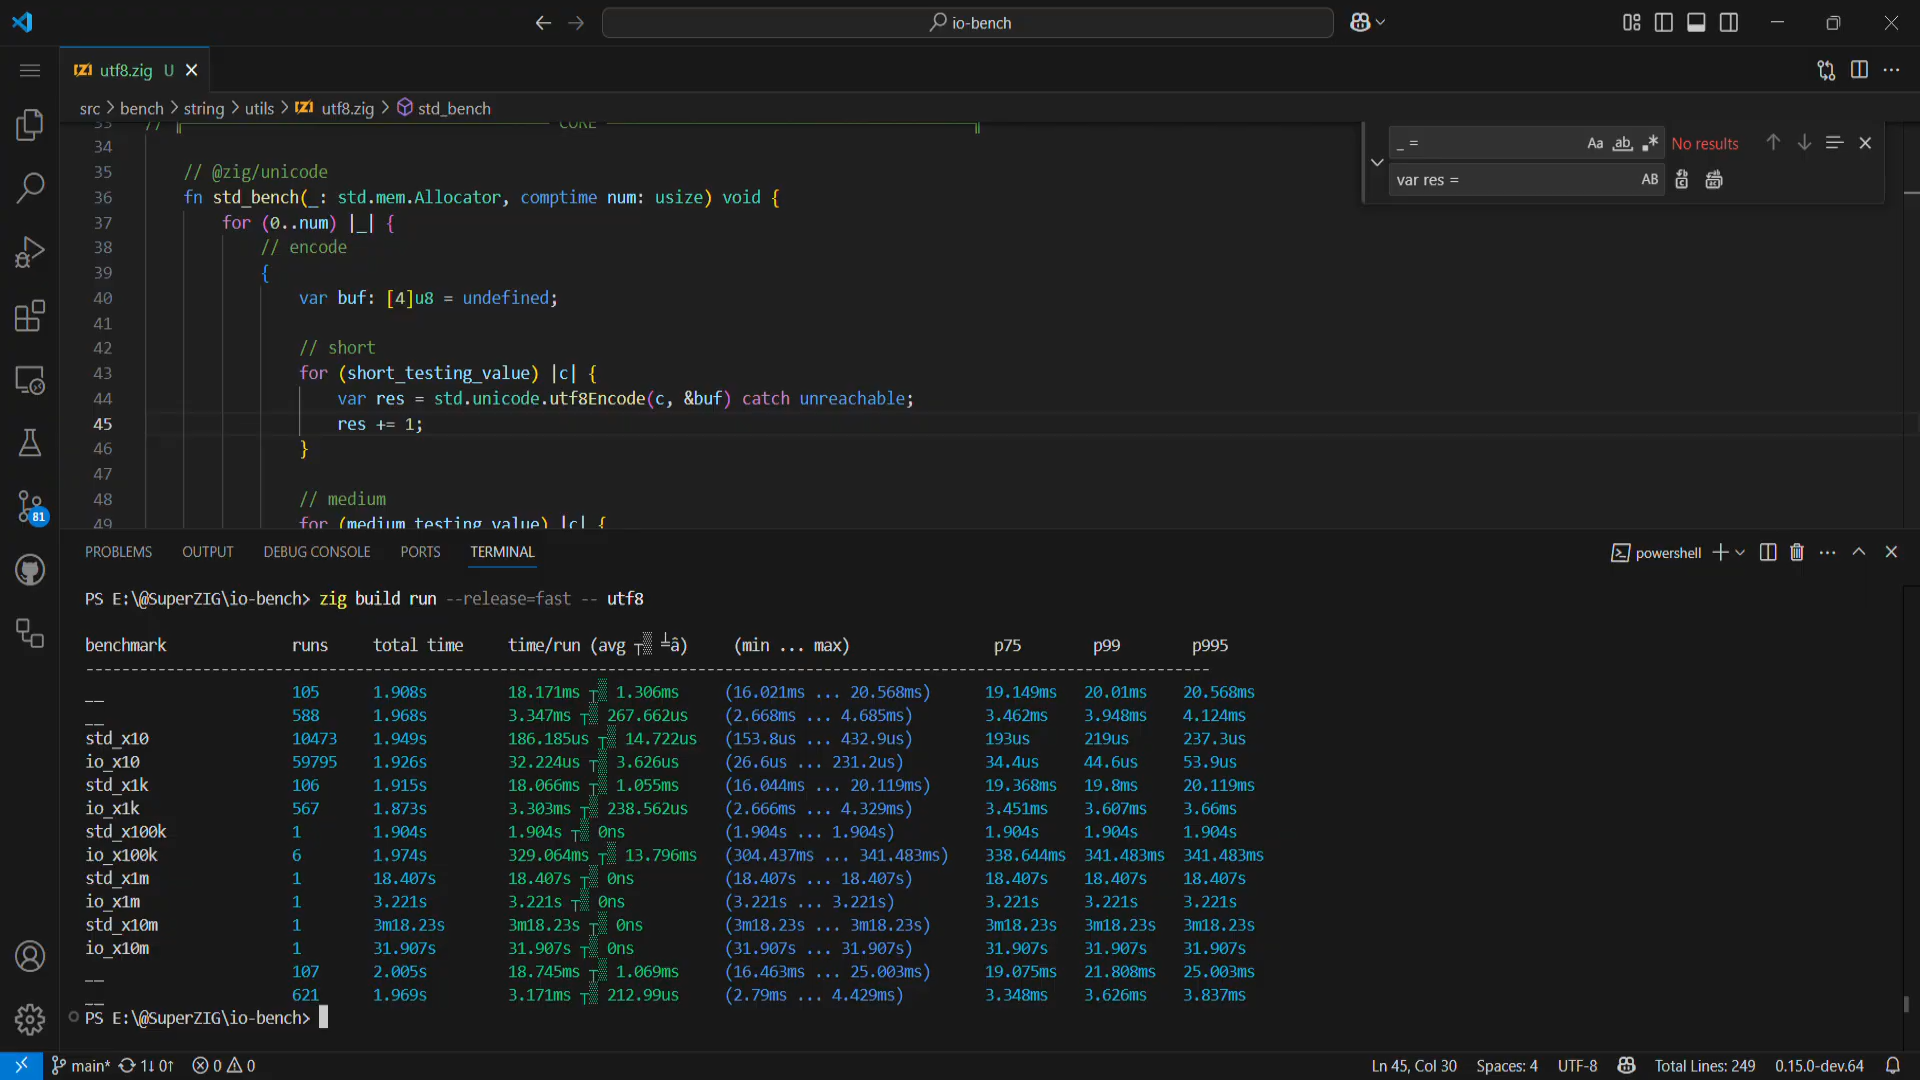 io-bench
utf8.zig U
src > bench > string > utils > utf8.zig > std_bench
_ = Aa ab No results
var res = AB
33 // CORE
34
35 // @zig/unicode
36 fn std_bench(_: std.mem.Allocator, comptime num: usize) void {
37 for (0..num) |_| {
38 // encode
39 {
40 var buf: [4]u8 = undefined;
41
42 // short
43 for (short_testing_value) |c| {
44 var res = std.unicode.utf8Encode(c, &buf) catch unreachable;
45 res += 1;
46 }
47
48 // medium
49 for (medium_testing_value) |c| {
PROBLEMS OUTPUT DEBUG CONSOLE PORTS TERMINAL powershell
PS E:\@SuperZIG\io-bench> zig build run --release=fast -- utf8
benchmark runs total time time/run (avg ┬▒ ╧â) (min ... max) p75 p99 p995
-----------------------------------------------------------------------------------------------------------------------------
__ 105 1.908s 18.171ms ┬▒ 1.306ms (16.021ms ... 20.568ms) 19.149ms 20.01ms 20.568ms
__ 588 1.968s 3.347ms ┬▒ 267.662us (2.668ms ... 4.685ms) 3.462ms 3.948ms 4.124ms
std_x10 10473 1.949s 186.185us ┬▒ 14.722us (153.8us ... 432.9us) 193us 219us 237.3us
io_x10 59795 1.926s 32.224us ┬▒ 3.626us (26.6us ... 231.2us) 34.4us 44.6us 53.9us
std_x1k 106 1.915s 18.066ms ┬▒ 1.055ms (16.044ms ... 20.119ms) 19.368ms 19.8ms 20.119ms
io_x1k 567 1.873s 3.303ms ┬▒ 238.562us (2.666ms ... 4.329ms) 3.451ms 3.607ms 3.66ms
std_x100k 1 1.904s 1.904s ┬▒ 0ns (1.904s ... 1.904s) 1.904s 1.904s 1.904s
io_x100k 6 1.974s 329.064ms ┬▒ 13.796ms (304.437ms ... 341.483ms) 338.644ms 341.483ms 341.483ms
std_x1m 1 18.407s 18.407s ┬▒ 0ns (18.407s ... 18.407s) 18.407s 18.407s 18.407s
io_x1m 1 3.221s 3.221s ┬▒ 0ns (3.221s ... 3.221s) 3.221s 3.221s 3.221s
std_x10m 1 3m18.23s 3m18.23s ┬▒ 0ns (3m18.23s ... 3m18.23s) 3m18.23s 3m18.23s 3m18.23s
io_x10m 1 31.907s 31.907s ┬▒ 0ns (31.907s ... 31.907s) 31.907s 31.907s 31.907s
__ 107 2.005s 18.745ms ┬▒ 1.069ms (16.463ms ... 25.003ms) 19.075ms 21.808ms 25.003ms
__ 621 1.969s 3.171ms ┬▒ 212.99us (2.79ms ... 4.429ms) 3.348ms 3.626ms 3.837ms
PS E:\@SuperZIG\io-bench>
81
main* 1↓ 0↑ 0 0 Ln 45, Col 30 Spaces: 4 UTF-8 Total Lines: 249 0.15.0-dev.64